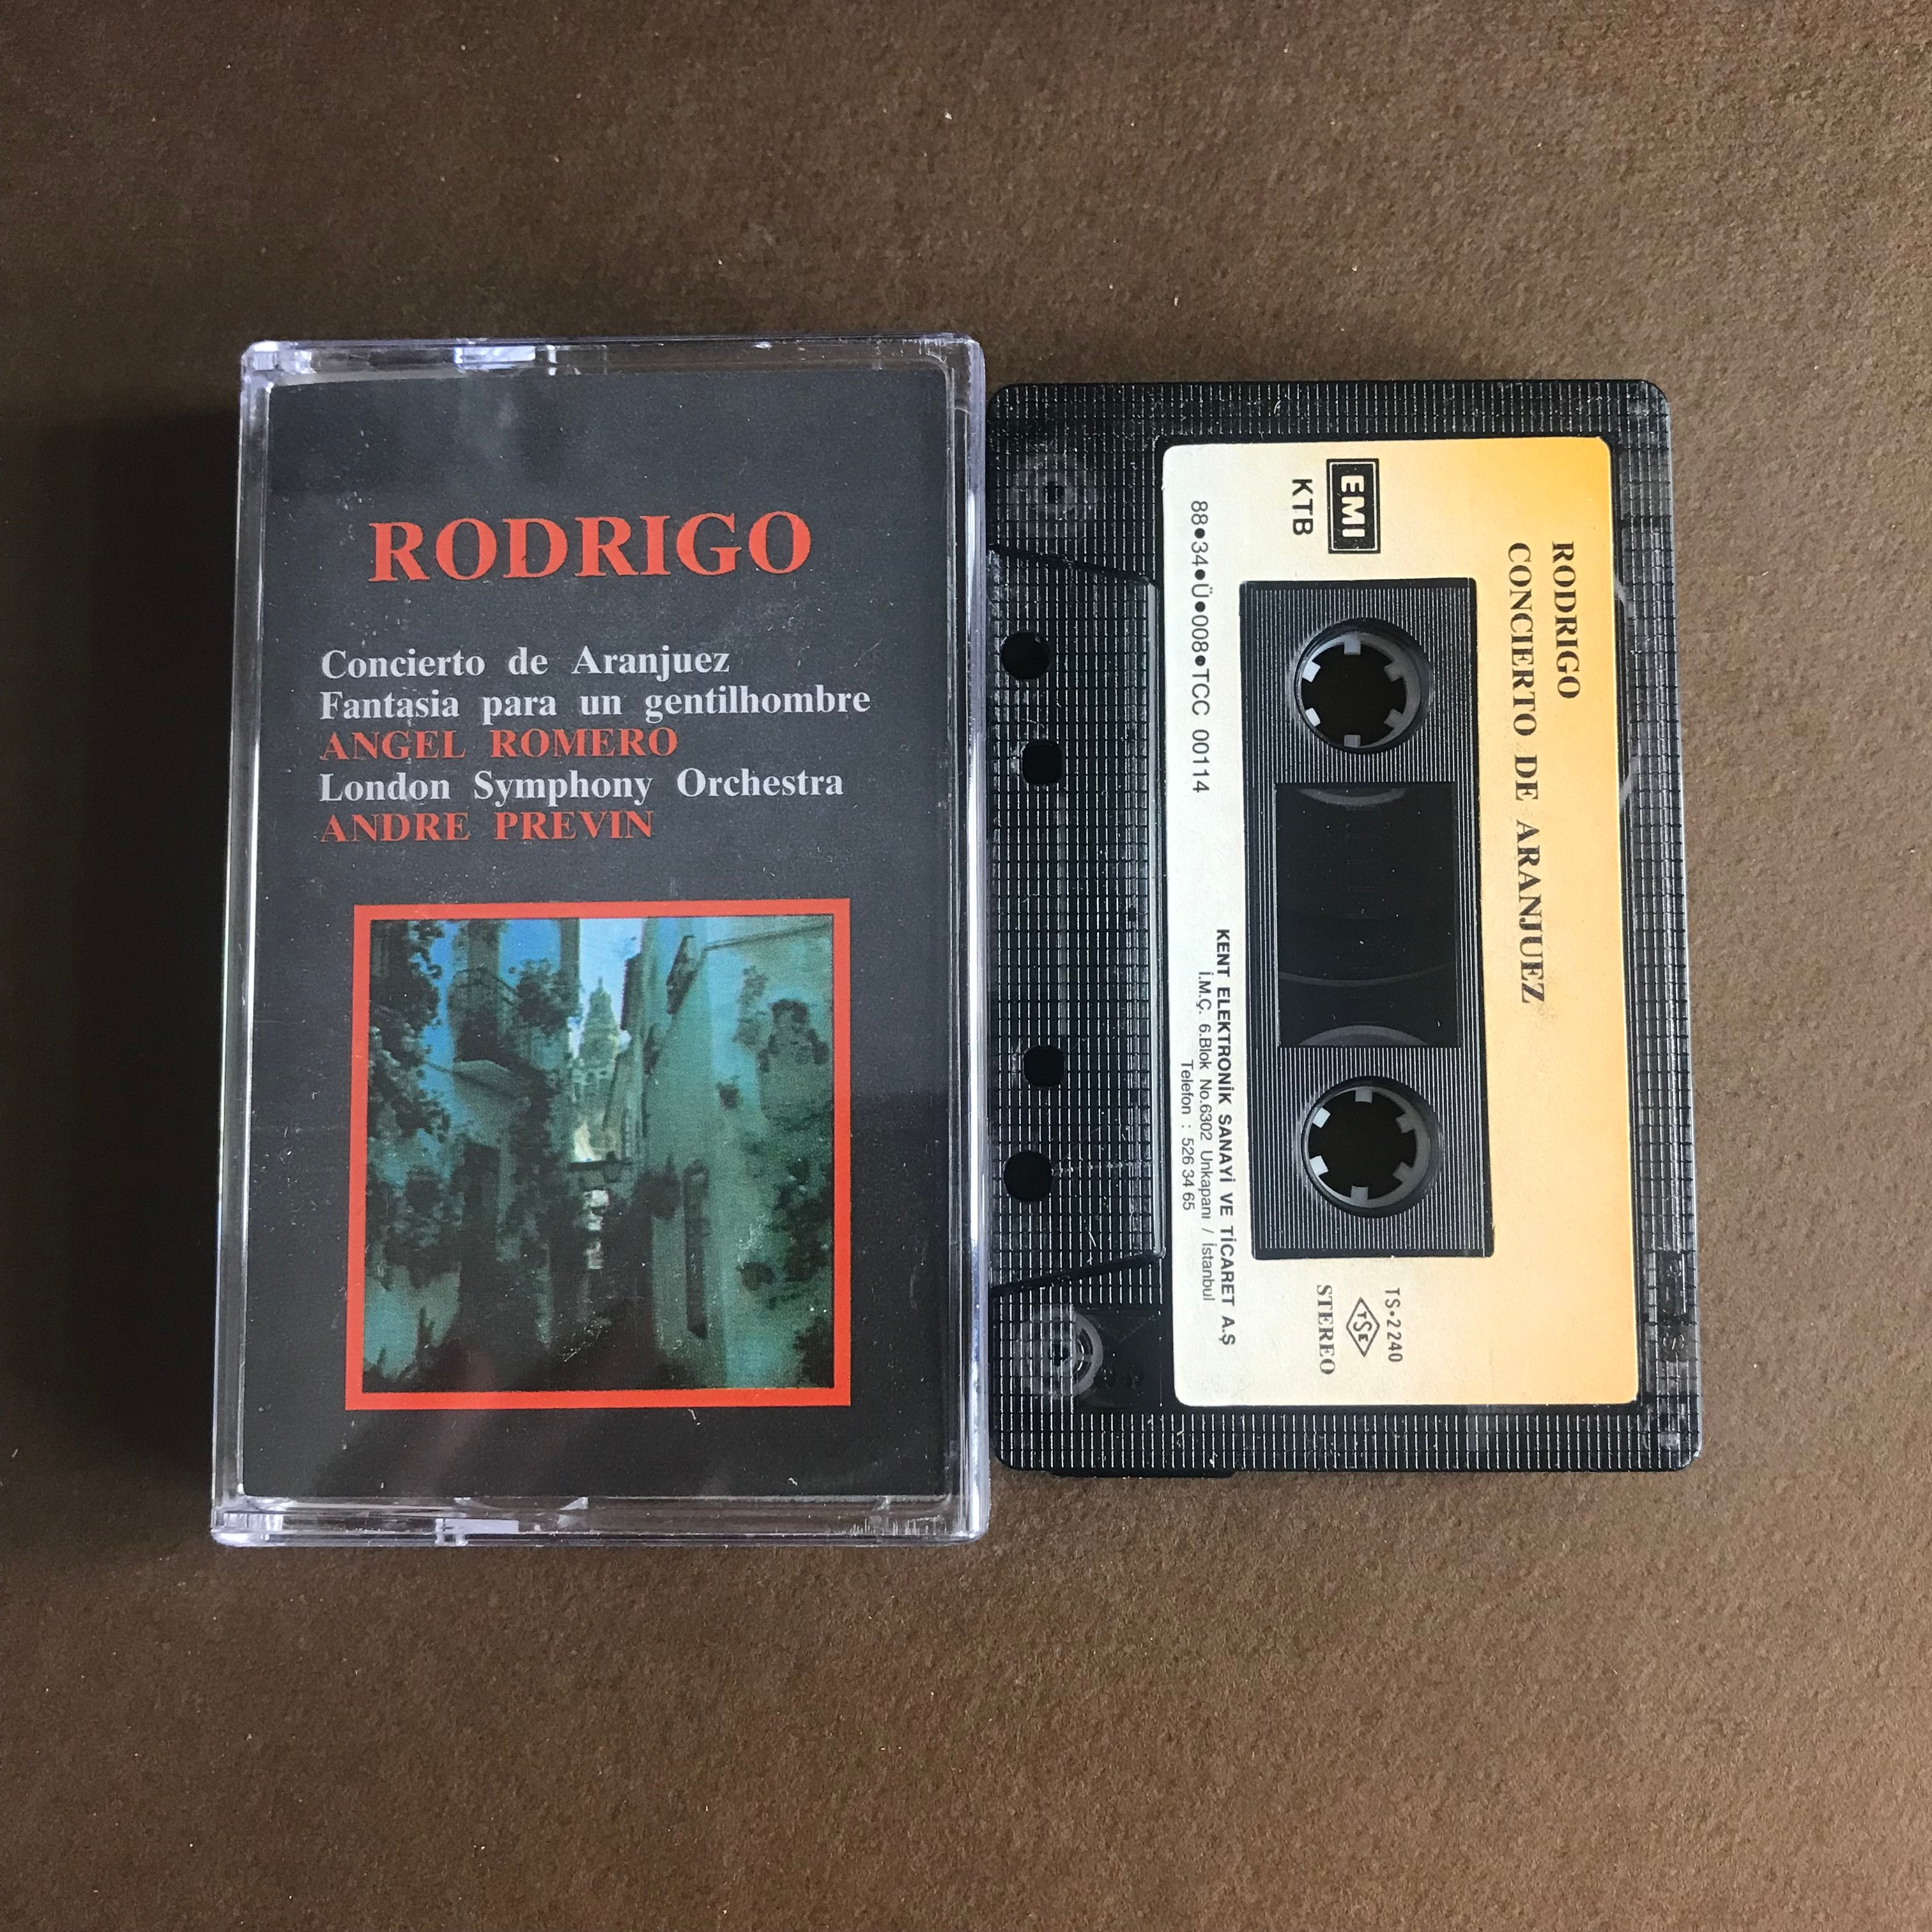 RODRIGO
Concierto de Aranjuez
Fantasia para un gentilhombre
ANGEL ROMERO
London Symphony Orchestra
ANDRE PREVIN
RODRIGO
CONCIERTO DE ARANJUEZ
EMI
KTB
TS•2240
TSE
STEREO
88•34•Ü•008•TCC 00114
KENT ELEKTRONİK SANAYİ VE TİCARET A.Ş
İ.M.Ç. 6.Blok No.6302 Unkapanı / İstanbul
Telefon : 526 34 65